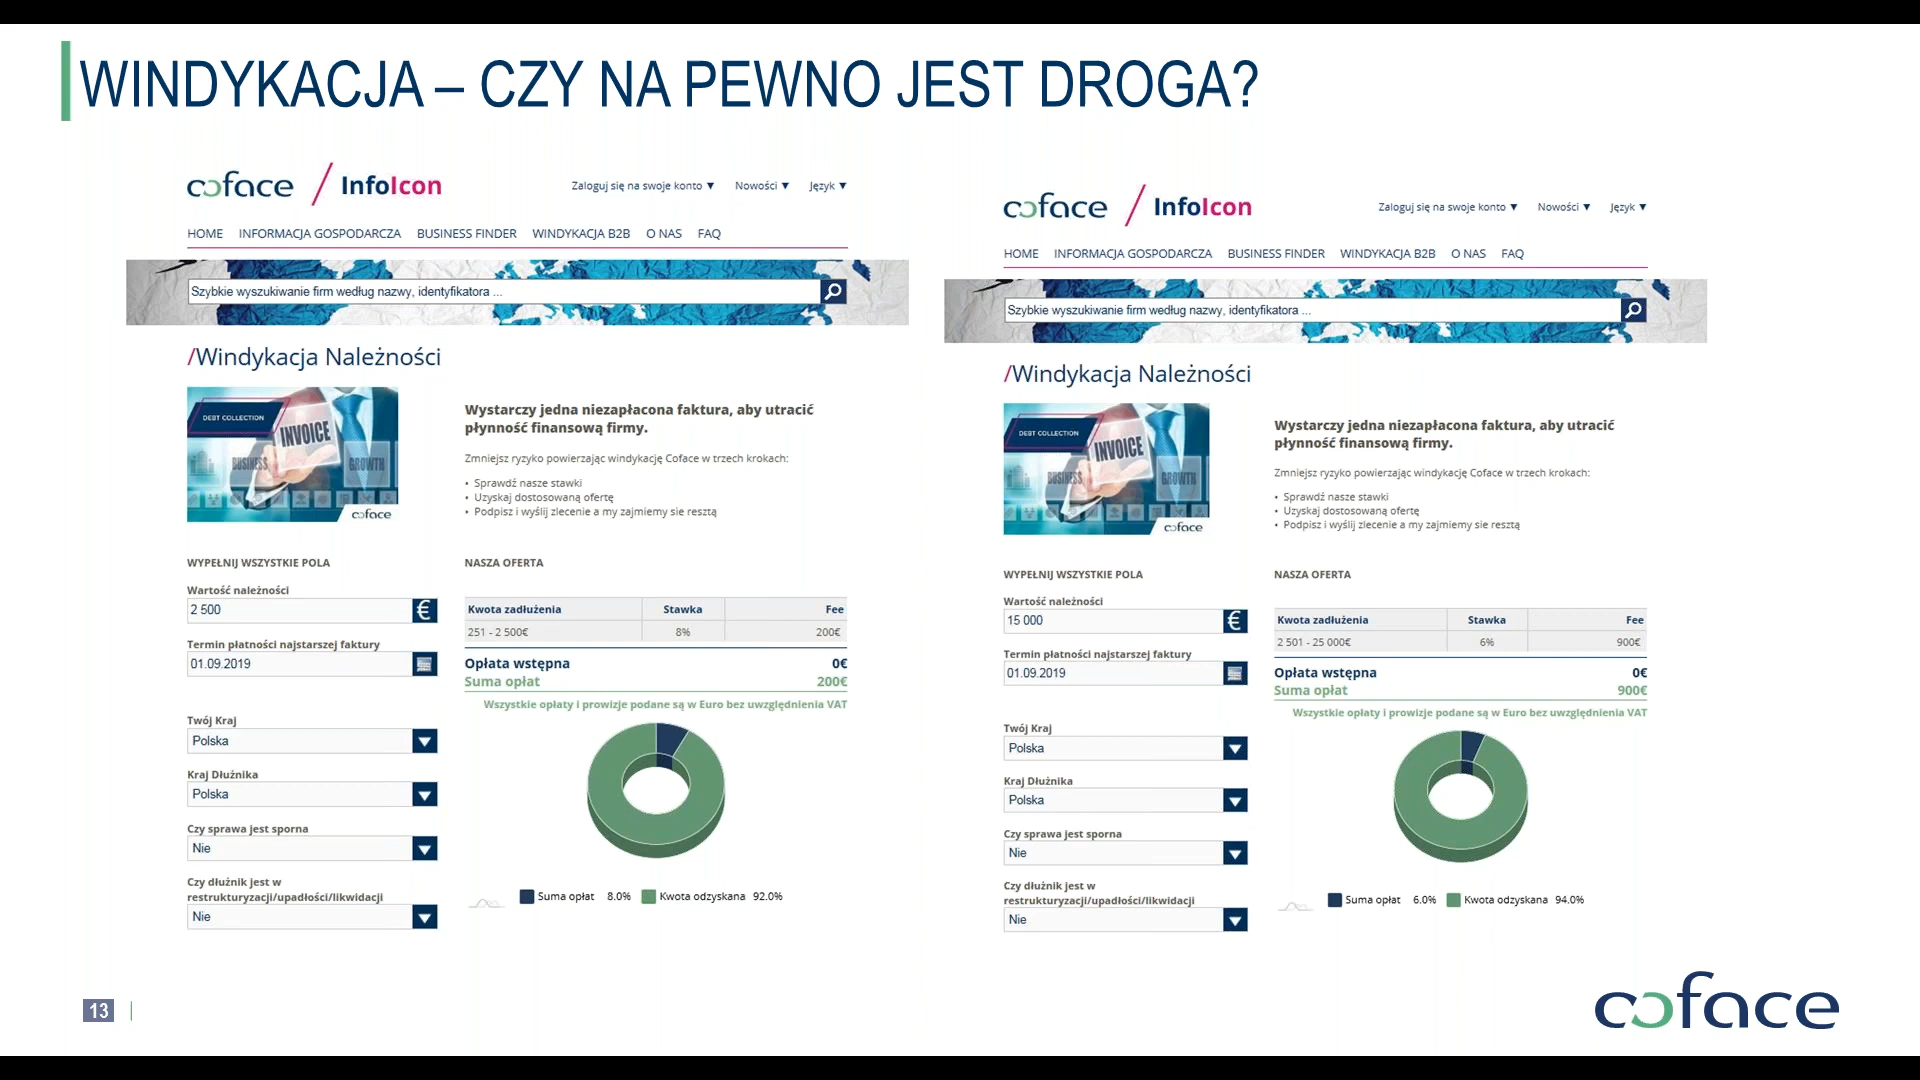 WINDYKACJA – CZY NA PEWNO JEST DROGA?
coface / InfoIcon
Zaloguj się na swoje konto ▼ Nowości ▼ Język ▼
HOME INFORMACJA GOSPODARCZA BUSINESS FINDER WINDYKACJA B2B O NAS FAQ
Szybkie wyszukiwanie firm według nazwy, identyfikatora ...
/Windykacja Należności
DEBT COLLECTION
INVOICE
BUSINESS
GROWTH
coface
Wystarczy jedna niezapłacona faktura, aby utracić
płynność finansową firmy.
Zmniejsz ryzyko powierzając windykację Coface w trzech krokach:
• Sprawdź nasze stawki
• Uzyskaj dostosowaną ofertę
• Podpisz i wyślij zlecenie a my zajmiemy sie resztą
WYPEŁNIJ WSZYSTKIE POLA
Wartość należności
2 500 €
Termin płatności najstarszej faktury
01.09.2019
Twój Kraj
Polska
Kraj Dłużnika
Polska
Czy sprawa jest sporna
Nie
Czy dłużnik jest w
restrukturyzacji/upadłości/likwidacji
Nie
NASZA OFERTA
Kwota zadłużenia Stawka Fee
251 - 2 500€ 8% 200€
Opłata wstępna 0€
Suma opłat 200€
Wszystkie opłaty i prowizje podane są w Euro bez uwzględnienia VAT
Suma opłat 8.0% Kwota odzyskana 92.0%
coface / InfoIcon
Zaloguj się na swoje konto ▼ Nowości ▼ Język ▼
HOME INFORMACJA GOSPODARCZA BUSINESS FINDER WINDYKACJA B2B O NAS FAQ
Szybkie wyszukiwanie firm według nazwy, identyfikatora ...
/Windykacja Należności
DEBT COLLECTION
INVOICE
BUSINESS
GROWTH
coface
Wystarczy jedna niezapłacona faktura, aby utracić
płynność finansową firmy.
Zmniejsz ryzyko powierzając windykację Coface w trzech krokach:
• Sprawdź nasze stawki
• Uzyskaj dostosowaną ofertę
• Podpisz i wyślij zlecenie a my zajmiemy sie resztą
WYPEŁNIJ WSZYSTKIE POLA
Wartość należności
15 000 €
Termin płatności najstarszej faktury
01.09.2019
Twój Kraj
Polska
Kraj Dłużnika
Polska
Czy sprawa jest sporna
Nie
Czy dłużnik jest w
restrukturyzacji/upadłości/likwidacji
Nie
NASZA OFERTA
Kwota zadłużenia Stawka Fee
2 501 - 25 000€ 6% 900€
Opłata wstępna 0€
Suma opłat 900€
Wszystkie opłaty i prowizje podane są w Euro bez uwzględnienia VAT
Suma opłat 6.0% Kwota odzyskana 94.0%
13
coface